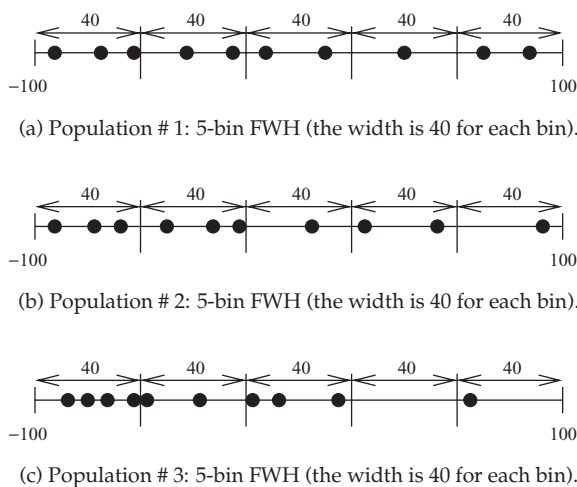 40 40 40 40 40
−100 100
(a) Population # 1: 5-bin FWH (the width is 40 for each bin).
40 40 40 40 40
−100 100
(b) Population # 2: 5-bin FWH (the width is 40 for each bin).
40 40 40 40 40
−100 100
(c) Population # 3: 5-bin FWH (the width is 40 for each bin).